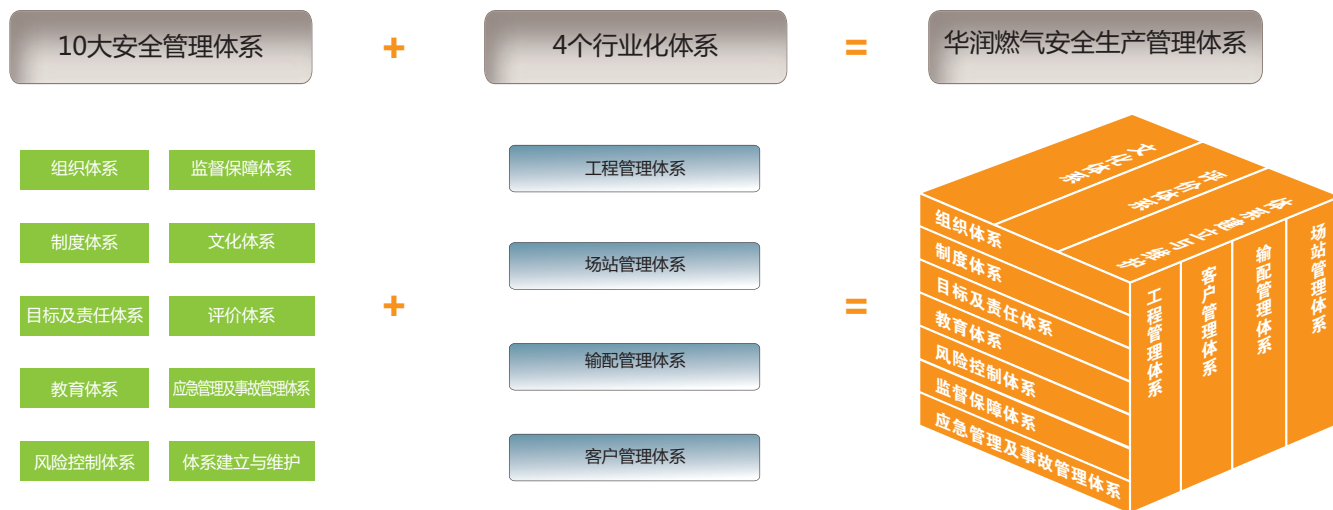 10大安全管理体系
+
4个行业化体系
=
华润燃气安全生产管理体系
组织体系
监督保障体系
制度体系
文化体系
目标及责任体系
评价体系
教育体系
应急管理及事故管理体系
风险控制体系
体系建立与维护
+
工程管理体系
场站管理体系
输配管理体系
客户管理体系
=
文化体系
评价体系
体系建立与维护
组织体系
制度体系
目标及责任体系
教育体系
风险控制体系
监督保障体系
应急管理及事故管理体系
工程管理体系
客户管理体系
输配管理体系
场站管理体系